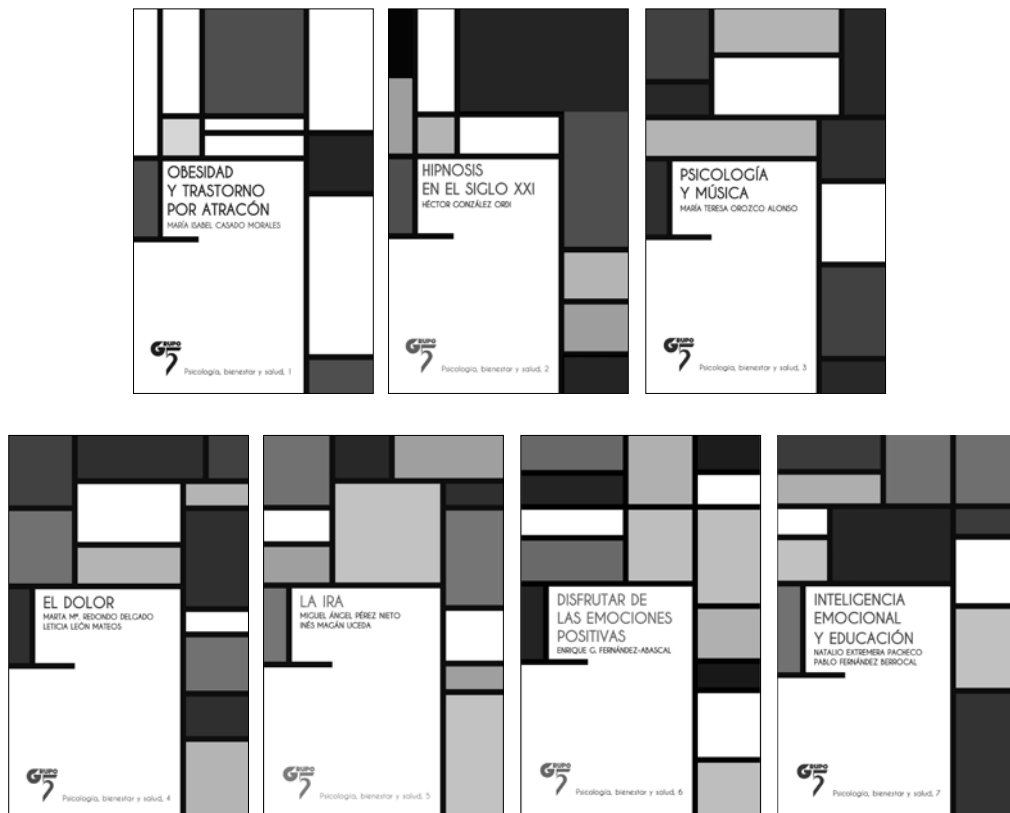 OBESIDAD
Y TRASTORNO
POR ATRACÓN
MARÍA ISABEL CASADO MORALES
GRUPO
5
Psicología, bienestar y salud, 1
HIPNOSIS
EN EL SIGLO XXI
HÉCTOR GONZÁLEZ ORDI
GRUPO
5
Psicología, bienestar y salud, 2
PSICOLOGÍA
Y MÚSICA
MARÍA TERESA OROZCO ALONSO
GRUPO
5
Psicología, bienestar y salud, 3
EL DOLOR
MARTA Mª. REDONDO DELGADO
LETICIA LEÓN MATEOS
GRUPO
5
Psicología, bienestar y salud, 4
LA IRA
MIGUEL ÁNGEL PÉREZ NIETO
INÉS MAGÁN UCEDA
GRUPO
5
Psicología, bienestar y salud, 5
DISFRUTAR DE
LAS EMOCIONES
POSITIVAS
ENRIQUE G. FERNÁNDEZ-ABASCAL
GRUPO
5
Psicología, bienestar y salud, 6
INTELIGENCIA
EMOCIONAL
Y EDUCACIÓN
NATALIO EXTREMERA PACHECO
PABLO FERNÁNDEZ BERROCAL
GRUPO
5
Psicología, bienestar y salud, 7